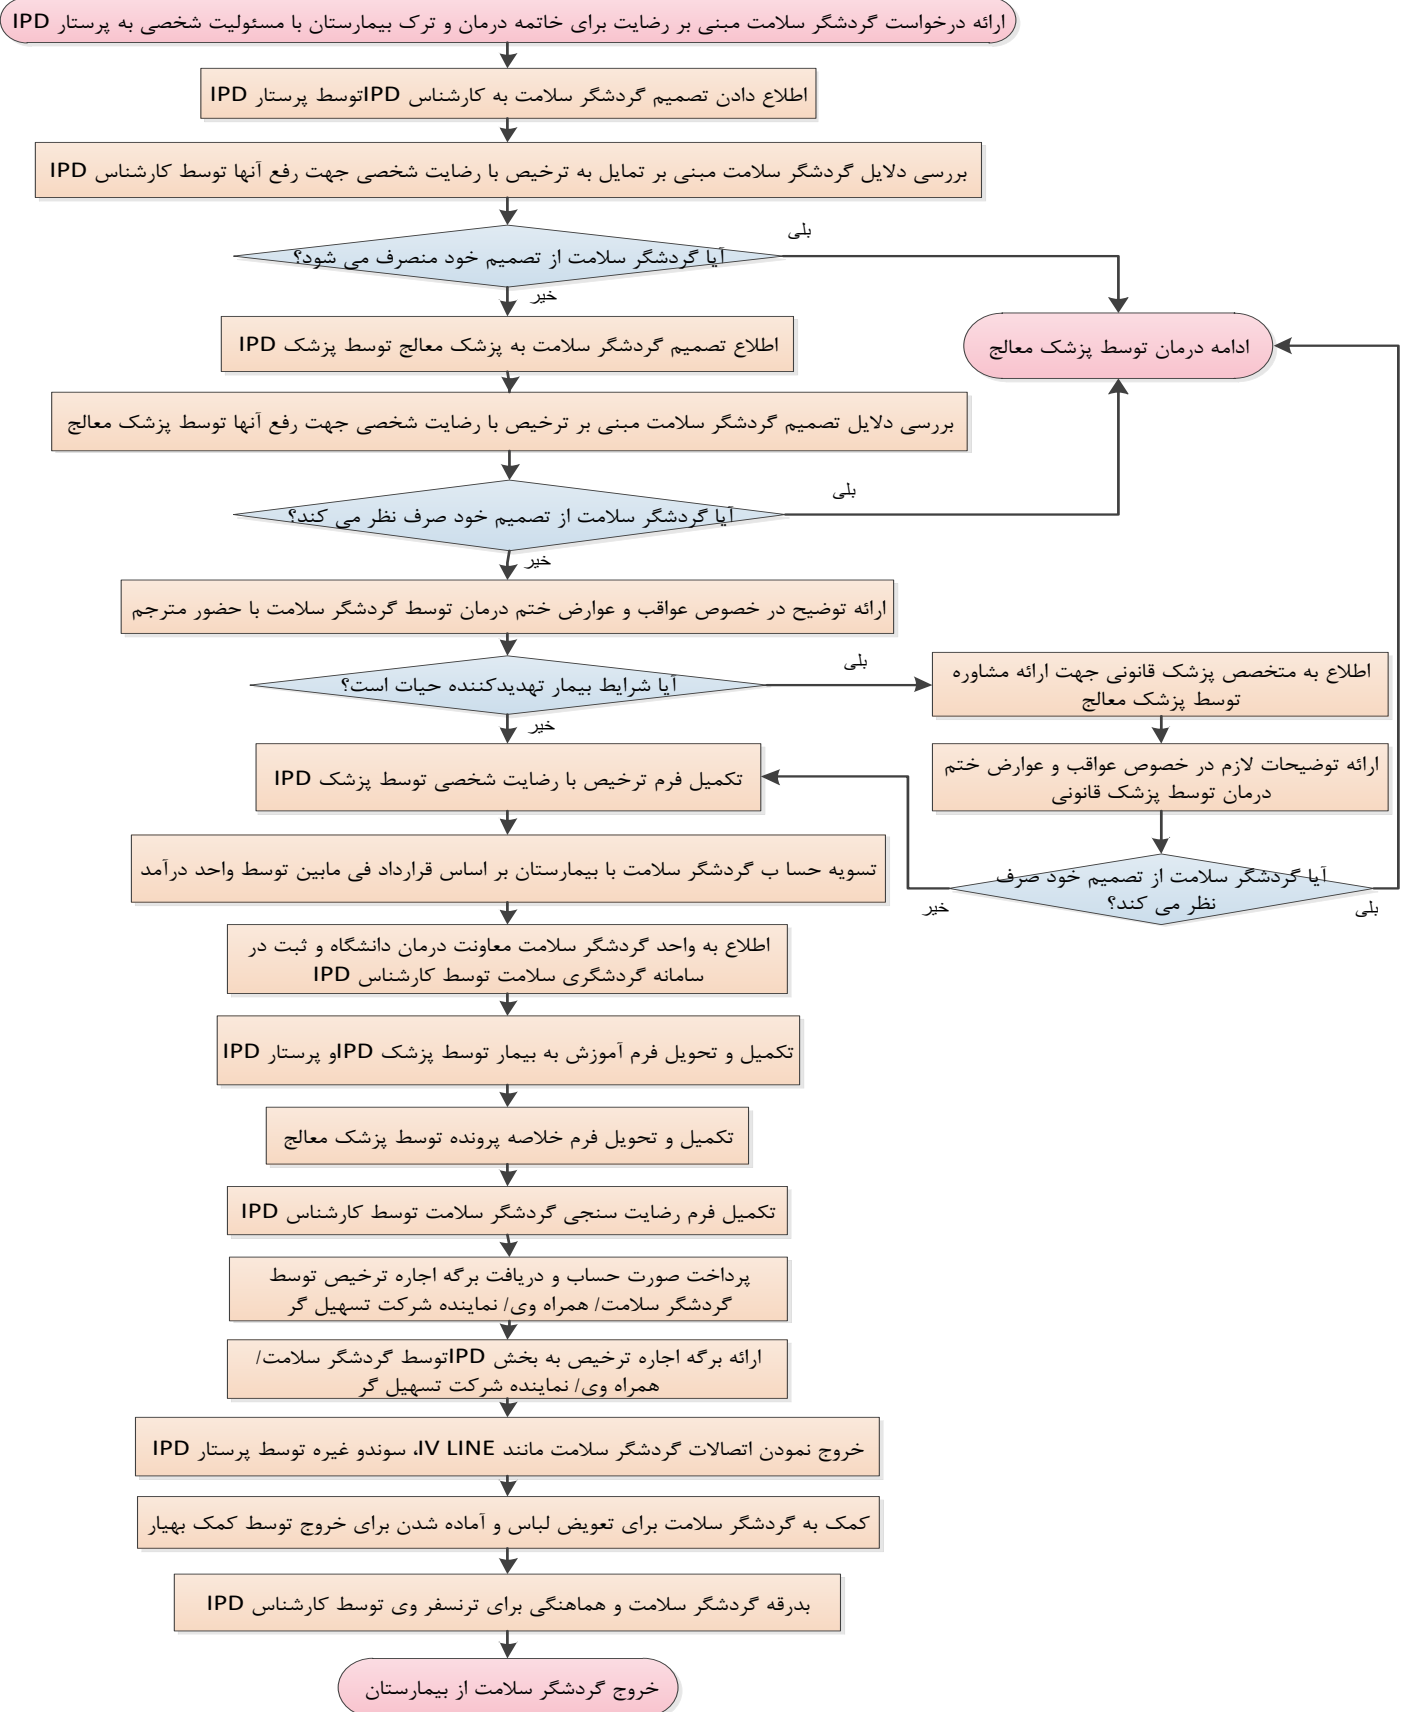 ارائه درخواست گردشگر سلامت مبنی بر رضایت برای خاتمه درمان و ترک بیمارستان با مسئولیت شخصی به پرستار IPD
اطلاع دادن تصمیم گردشگر سلامت به کارشناس IPDتوسط پرستار IPD
بررسی دلایل گردشگر سلامت مبنی بر تمایل به ترخیص با رضایت شخصی جهت رفع آنها توسط کارشناس IPD
بلی
آیا گردشگر سلامت از تصمیم خود منصرف می شود؟
خیر
اطلاع تصمیم گردشگر سلامت به پزشک معالج توسط پزشک IPD
ادامه درمان توسط پزشک معالج
بررسی دلایل تصمیم گردشگر سلامت مبنی بر ترخیص با رضایت شخصی جهت رفع آنها توسط پزشک معالج
بلی
آیا گردشگر سلامت از تصمیم خود صرف نظر می کند؟
خیر
ارائه توضیح در خصوص عواقب و عوارض ختم درمان توسط گردشگر سلامت با حضور مترجم
بلی
آیا شرایط بیمار تهدیدکننده حیات است؟
خیر
اطلاع به متخصص پزشک قانونی جهت ارائه مشاوره
توسط پزشک معالج
ارائه توضیحات لازم در خصوص عواقب و عوارض ختم
درمان توسط پزشک قانونی
تکمیل فرم ترخیص با رضایت شخصی توسط پزشک IPD
آیا گردشگر سلامت از تصمیم خود صرف
نظر می کند؟
بلی
خیر
تسویه حسا ب گردشگر سلامت با بیمارستان بر اساس قرارداد فی مابین توسط واحد درآمد
اطلاع به واحد گردشگر سلامت معاونت درمان دانشگاه و ثبت در
سامانه گردشگری سلامت توسط کارشناس IPD
تکمیل و تحویل فرم آموزش به بیمار توسط پزشک IPDو پرستار IPD
تکمیل و تحویل فرم خلاصه پرونده توسط پزشک معالج
تکمیل فرم رضایت سنجی گردشگر سلامت توسط کارشناس IPD
پرداخت صورت حساب و دریافت برگه اجاره ترخیص توسط
گردشگر سلامت/ همراه وی/ نماینده شرکت تسهیل گر
ارائه برگه اجاره ترخیص به بخش IPDتوسط گردشگر سلامت/
همراه وی/ نماینده شرکت تسهیل گر
خروج نمودن اتصالات گردشگر سلامت مانند IV LINE، سوندو غیره توسط پرستار IPD
کمک به گردشگر سلامت برای تعویض لباس و آماده شدن برای خروج توسط کمک بهیار
بدرقه گردشگر سلامت و هماهنگی برای ترنسفر وی توسط کارشناس IPD
خروج گردشگر سلامت از بیمارستان